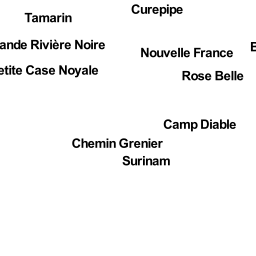 Curepipe
Tamarin
ande Rivière Noire
Nouvelle France
etite Case Noyale
Rose Belle
Camp Diable
Chemin Grenier
Surinam